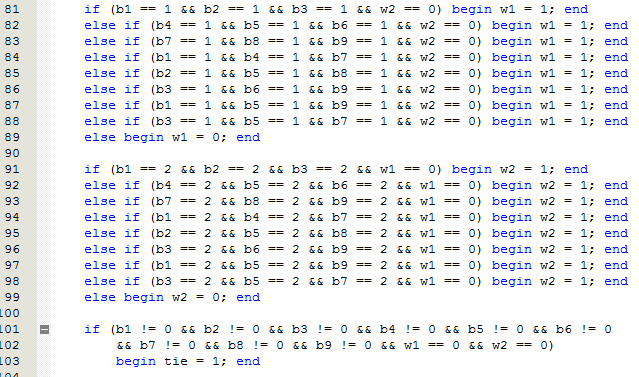 81 if (b1 == 1 && b2 == 1 && b3 == 1 && w2 == 0) begin w1 = 1; end
82 else if (b4 == 1 && b5 == 1 && b6 == 1 && w2 == 0) begin w1 = 1; end
83 else if (b7 == 1 && b8 == 1 && b9 == 1 && w2 == 0) begin w1 = 1; end
84 else if (b1 == 1 && b4 == 1 && b7 == 1 && w2 == 0) begin w1 = 1; end
85 else if (b2 == 1 && b5 == 1 && b8 == 1 && w2 == 0) begin w1 = 1; end
86 else if (b3 == 1 && b6 == 1 && b9 == 1 && w2 == 0) begin w1 = 1; end
87 else if (b1 == 1 && b5 == 1 && b9 == 1 && w2 == 0) begin w1 = 1; end
88 else if (b3 == 1 && b5 == 1 && b7 == 1 && w2 == 0) begin w1 = 1; end
89 else begin w1 = 0; end
90
91 if (b1 == 2 && b2 == 2 && b3 == 2 && w1 == 0) begin w2 = 1; end
92 else if (b4 == 2 && b5 == 2 && b6 == 2 && w1 == 0) begin w2 = 1; end
93 else if (b7 == 2 && b8 == 2 && b9 == 2 && w1 == 0) begin w2 = 1; end
94 else if (b1 == 2 && b4 == 2 && b7 == 2 && w1 == 0) begin w2 = 1; end
95 else if (b2 == 2 && b5 == 2 && b8 == 2 && w1 == 0) begin w2 = 1; end
96 else if (b3 == 2 && b6 == 2 && b9 == 2 && w1 == 0) begin w2 = 1; end
97 else if (b1 == 2 && b5 == 2 && b9 == 2 && w1 == 0) begin w2 = 1; end
98 else if (b3 == 2 && b5 == 2 && b7 == 2 && w1 == 0) begin w2 = 1; end
99 else begin w2 = 0; end
100
101 if (b1 != 0 && b2 != 0 && b3 != 0 && b4 != 0 && b5 != 0 && b6 != 0
102 && b7 != 0 && b8 != 0 && b9 != 0 && w1 == 0 && w2 == 0)
103 begin tie = 1; end